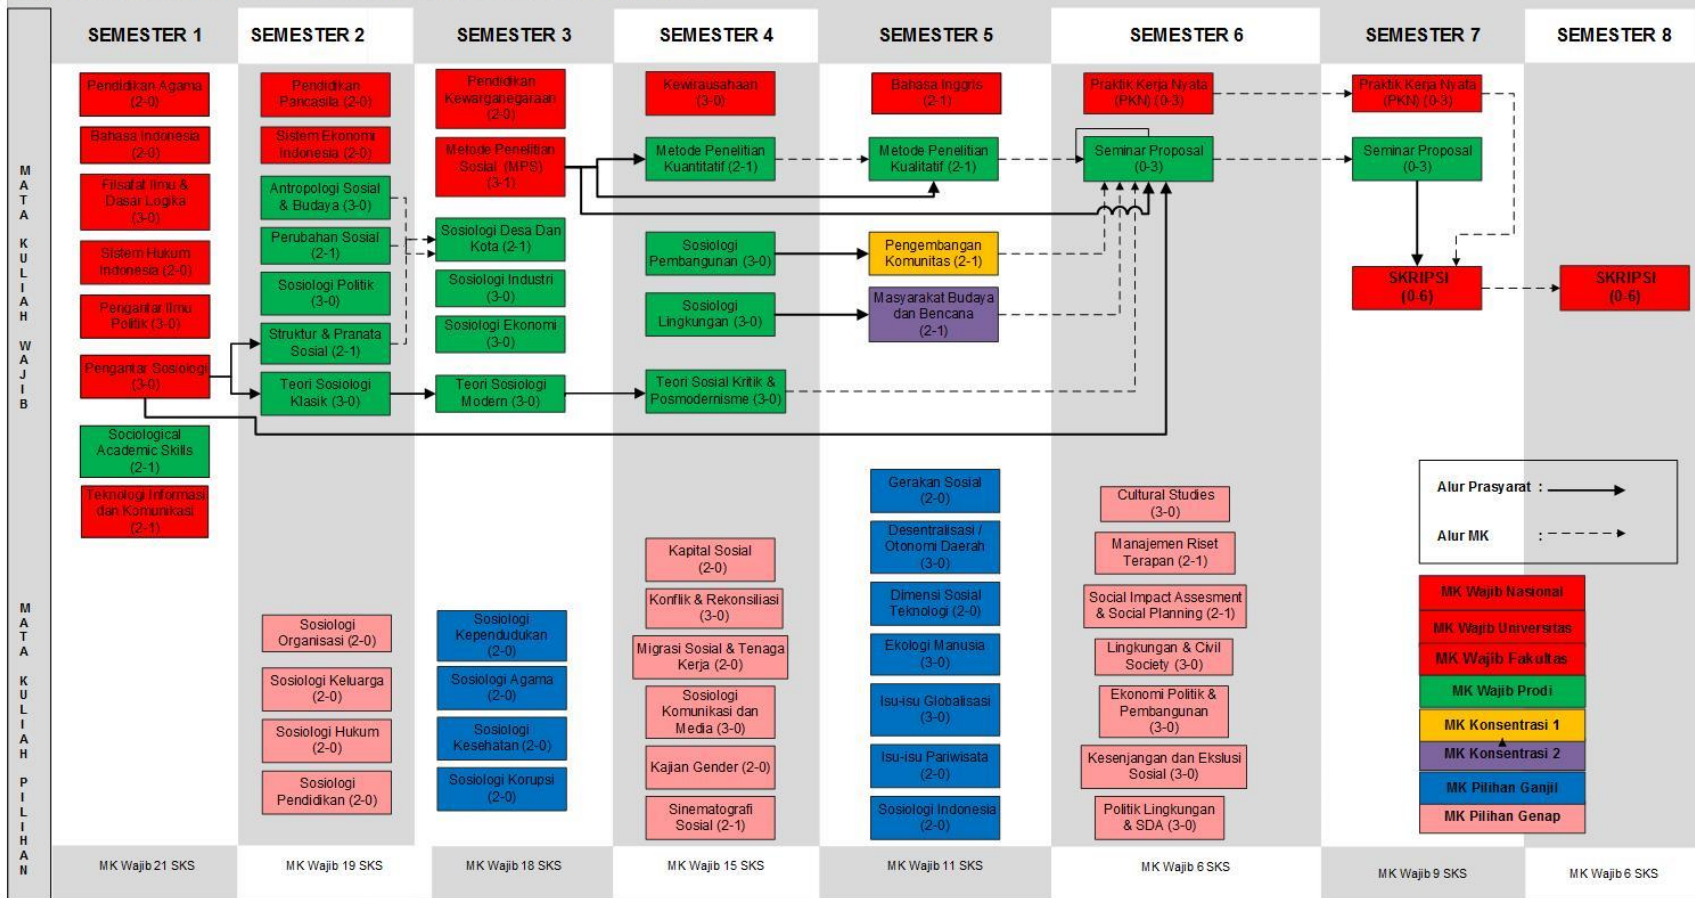 SEMESTER 1
SEMESTER 2
SEMESTER 3
SEMESTER 4
SEMESTER 5
SEMESTER 6
SEMESTER 7
SEMESTER 8
MATA KULIAH WAJIB
MATA KULIAH PILIHAN
Pendidikan Agama
(2-0)
Bahasa Indonesia
(2-0)
Filsafat Ilmu &
Dasar Logika
(3-0)
Sistem Hukum
Indonesia (2-0)
Pengantar Ilmu
Politik (3-0)
Pengantar Sosiologi
(3-0)
Sociological
Academic Skills
(2-1)
Teknologi Informasi
dan Komunikasi
(2-1)
MK Wajib 21 SKS
Pendidikan
Pancasila (2-0)
Sistem Ekonomi
Indonesia (2-0)
Antropologi Sosial
& Budaya (3-0)
Perubahan Sosial
(2-1)
Sosiologi Politik
(3-0)
Struktur & Pranata
Sosial (2-1)
Teori Sosiologi
Klasik (3-0)
Sosiologi
Organisasi (2-0)
Sosiologi Keluarga
(2-0)
Sosiologi Hukum
(2-0)
Sosiologi
Pendidikan (2-0)
MK Wajib 19 SKS
Pendidikan
Kewarganegaraan
(2-0)
Metode Penelitian
Sosial (MPS)
(3-1)
Sosiologi Desa Dan
Kota (2-1)
Sosiologi Industri
(3-0)
Sosiologi Ekonomi
(3-0)
Teori Sosiologi
Modern (3-0)
Sosiologi
Kependudukan
(2-0)
Sosiologi Agama
(2-0)
Sosiologi
Kesehatan (2-0)
Sosiologi Korupsi
(2-0)
MK Wajib 18 SKS
Kewirausahaan
(3-0)
Metode Penelitian
Kuantitatif (2-1)
Sosiologi
Pembangunan (3-0)
Sosiologi
Lingkungan (3-0)
Teori Sosial Kritik &
Posmodernisme (3-0)
Kapital Sosial
(2-0)
Konflik & Rekonsiliasi
(3-0)
Migrasi Sosial & Tenaga
Kerja (2-0)
Sosiologi
Komunikasi dan
Media (3-0)
Kajian Gender (2-0)
Sinematografi
Sosial (2-1)
MK Wajib 15 SKS
Bahasa Inggris
(2-1)
Metode Penelitian
Kualitatif (2-1)
Pengembangan
Komunitas (2-1)
Masyarakat Budaya
dan Bencana
(2-1)
Gerakan Sosial
(2-0)
Desentralisasi /
Otonomi Daerah
(3-0)
Dimensi Sosial
Teknologi (2-0)
Ekologi Manusia
(3-0)
Isu-isu Globalisasi
(3-0)
Isu-isu Pariwisata
(2-0)
Sosiologi Indonesia
(2-0)
MK Wajib 11 SKS
Praktik Kerja Nyata
(PKN) (0-3)
Seminar Proposal
(0-3)
Cultural Studies
(3-0)
Manajemen Riset
Terapan (2-1)
Social Impact Assesment
& Social Planning (2-1)
Lingkungan & Civil
Society (3-0)
Ekonomi Politik &
Pembangunan
(3-0)
Kesenjangan dan Ekslusi
Sosial (3-0)
Politik Lingkungan
& SDA (3-0)
MK Wajib 6 SKS
Praktik Kerja Nyata
(PKN) (0-3)
Seminar Proposal
(0-3)
SKRIPSI
(0-6)
MK Wajib 9 SKS
SKRIPSI
(0-6)
MK Wajib 6 SKS
Alur Prasyarat :
Alur MK :
MK Wajib Nasional
MK Wajib Universitas
MK Wajib Fakultas
MK Wajib Prodi
MK Konsentrasi 1
MK Konsentrasi 2
MK Pilihan Ganjil
MK Pilihan Genap